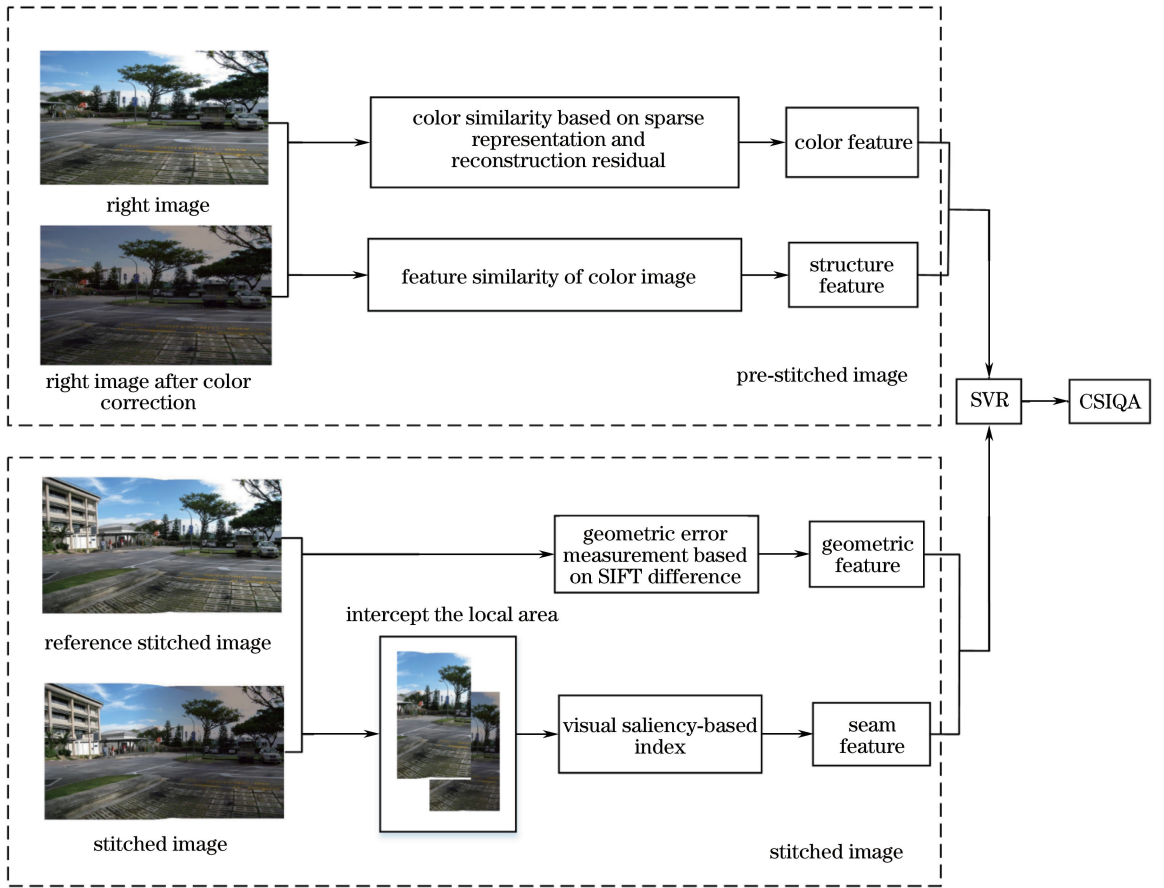 right image
right image after color
correction
color similarity based on sparse
representation and
reconstruction residual
color feature
feature similarity of color image
structure
feature
pre-stitched image
SVR
CSIQA
reference stitched image
stitched image
geometric error
measurement based
on SIFT difference
geometric
feature
intercept the local area
visual saliency-based
index
seam
feature
stitched image